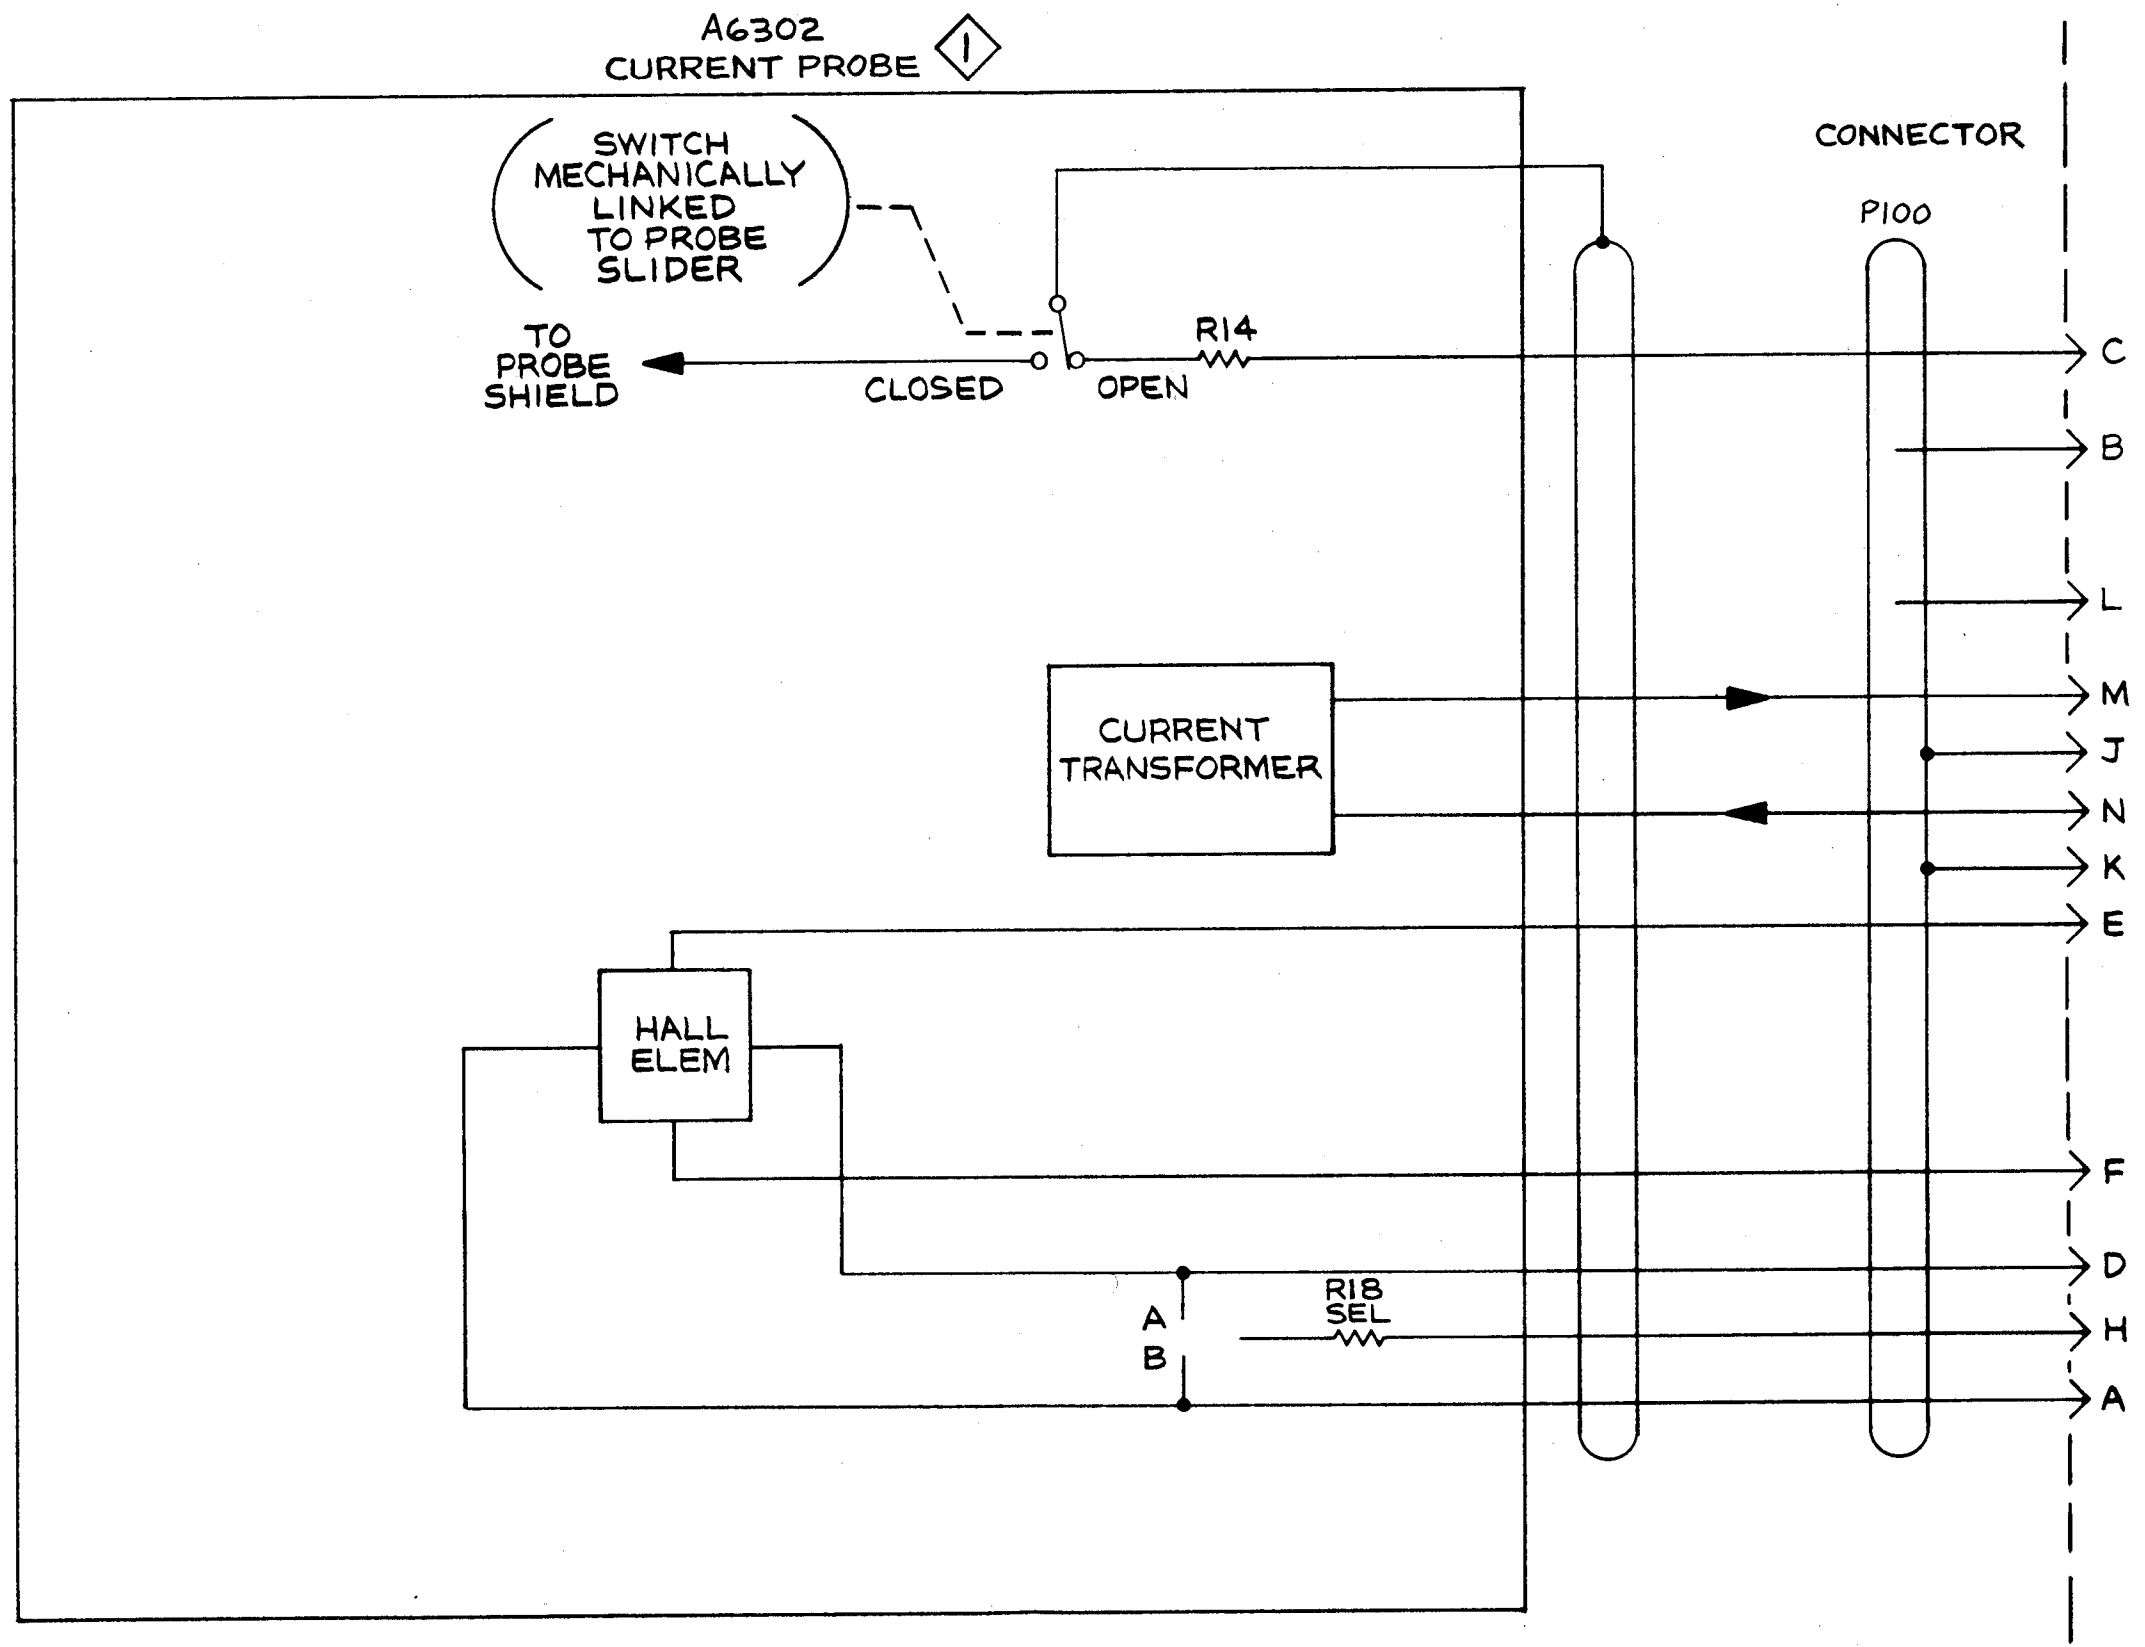 A6302
CURRENT PROBE
1
SWITCH
MECHANICALLY
LINKED
TO PROBE
SLIDER
CONNECTOR
P100
TO
PROBE
SHIELD
CLOSED
OPEN
R14
C
B
L
M
CURRENT
TRANSFORMER
J
N
K
E
HALL
ELEM
F
D
A
B
R18
SEL
H
A